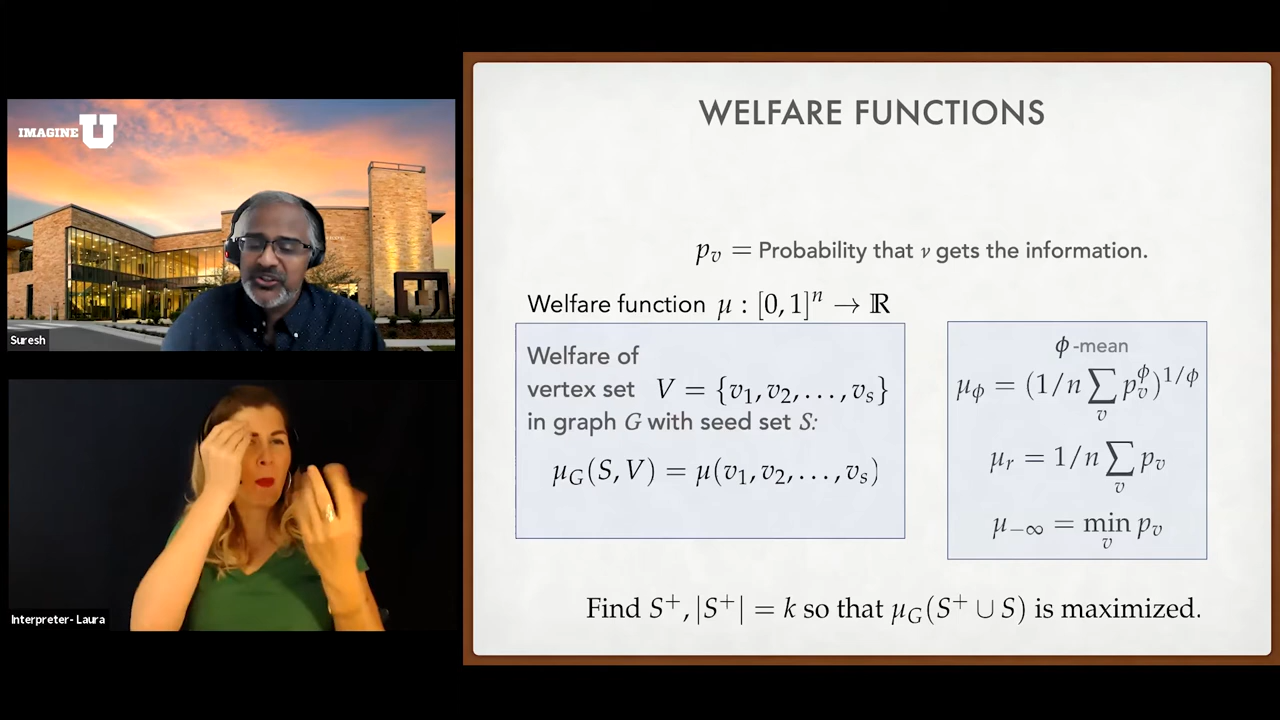 IMAGINE U
Suresh
Interpreter- Laura
WELFARE FUNCTIONS
p_v = Probability that v gets the information.
Welfare function μ : [0, 1]^n → ℝ
Welfare of
vertex set V = {v_1, v_2, . . . , v_s}
in graph G with seed set S:
μ_G(S, V) = μ(v_1, v_2, . . . , v_s)
ϕ-mean
μ_ϕ = (1/n ∑_v p_v^ϕ)^{1/ϕ}
μ_r = 1/n ∑_v p_v
μ_{−∞} = min_v p_v
Find S^+, |S^+| = k so that μ_G(S^+ ∪ S) is maximized.